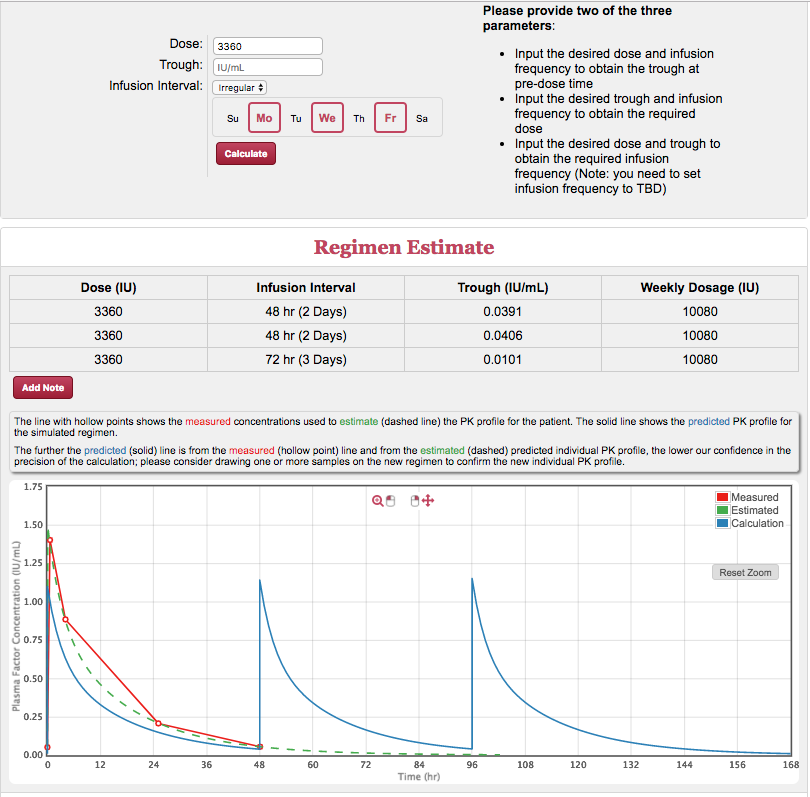 Please provide two of the three
parameters:
Dose: 3360
Trough: IU/mL
Infusion Interval: Irregular
Su Mo Tu We Th Fr Sa
Calculate
• Input the desired dose and infusion
frequency to obtain the trough at
pre-dose time
• Input the desired trough and infusion
frequency to obtain the required
dose
• Input the desired dose and trough to
obtain the required infusion
frequency (Note: you need to set
infusion frequency to TBD)
Regimen Estimate
Dose (IU) Infusion Interval Trough (IU/mL) Weekly Dosage (IU)
3360 48 hr (2 Days) 0.0391 10080
3360 48 hr (2 Days) 0.0406 10080
3360 72 hr (3 Days) 0.0101 10080
Add Note
The line with hollow points shows the measured concentrations used to estimate (dashed line) the PK profile for the patient. The solid line shows the predicted PK profile for
the simulated regimen.
The further the predicted (solid) line is from the measured (hollow point) line and from the estimated (dashed) predicted individual PK profile, the lower our confidence in the
precision of the calculation; please consider drawing one or more samples on the new regimen to confirm the new individual PK profile.
Plasma Factor Concentration (IU/mL)
1.75
1.50
1.25
1.00
0.75
0.50
0.25
0.00
Measured
Estimated
Calculation
Reset Zoom
0 12 24 36 48 60 72 84 96 108 120 132 144 156 168
Time (hr)